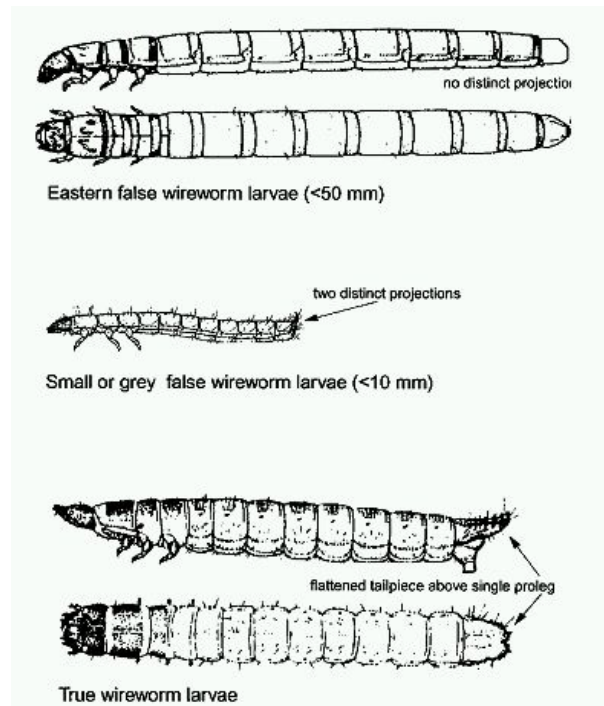 no distinct projection
Eastern false wireworm larvae (<50 mm)
two distinct projections
Small or grey false wireworm larvae (<10 mm)
flattened tailpiece above single proleg
True wireworm larvae